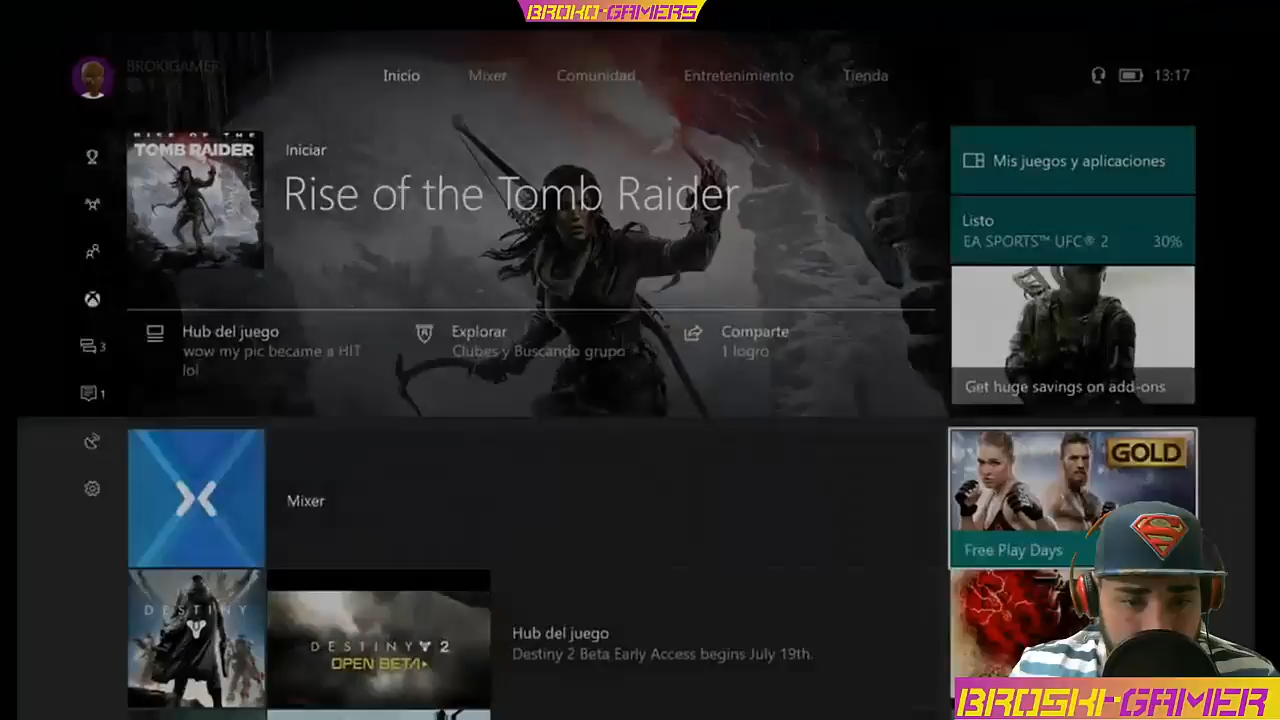 BROKO-GAMERS
BROKIGAMER
Inicio
Mixer
Comunidad
Entretenimiento
Tienda
13:17
RISE OF THE
TOMB RAIDER
Iniciar
Rise of the Tomb Raider
Mis juegos y aplicaciones
Listo
EA SPORTS™ UFC® 2
30%
Hub del juego
wow my pic became a HIT
lol
Explorar
Clubes y Buscando grupo
Comparte
1 logro
Get huge savings on add-ons
3
1
Mixer
GOLD
Free Play Days
DESTINY
DESTINY 2
OPEN BETA
Hub del juego
Destiny 2 Beta Early Access begins July 19th.
BROSKI-GAMER